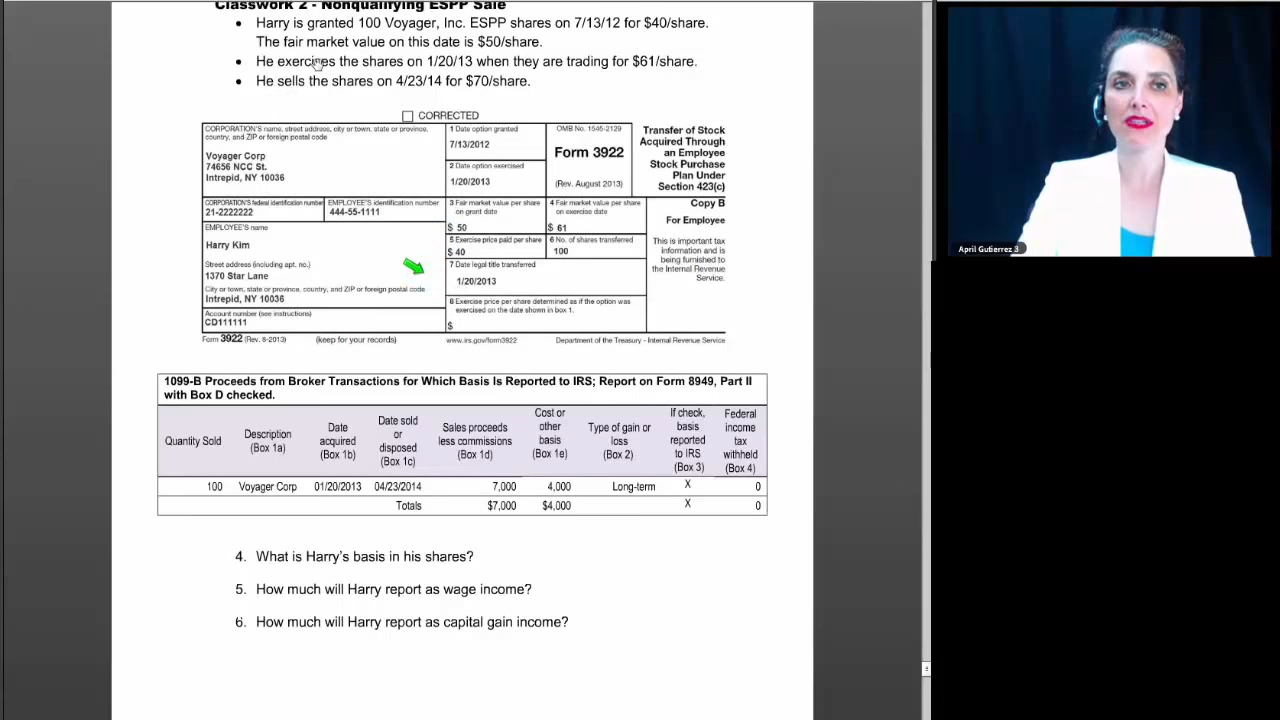 Classwork 2 - Nonqualifying ESPP Sale
• Harry is granted 100 Voyager, Inc. ESPP shares on 7/13/12 for $40/share.
The fair market value on this date is $50/share.
• He exercises the shares on 1/20/13 when they are trading for $61/share.
• He sells the shares on 4/23/14 for $70/share.
CORRECTED
CORPORATION'S name, street address, city or town, state or province,
country, and ZIP or foreign postal code
Voyager Corp
74656 NCC St.
Intrepid, NY 10036
1 Date option granted
7/13/2012
2 Date option exercised
1/20/2013
OMB No. 1545-2129
Form 3922
(Rev. August 2013)
Transfer of Stock
Acquired Through
an Employee
Stock Purchase
Plan Under
Section 423(c)
CORPORATION'S federal identification number
21-2222222
EMPLOYEE'S identification number
444-55-1111
3 Fair market value per share
on grant date
$ 50
4 Fair market value per share
on exercise date
$ 61
Copy B
For Employee
This is important tax
information and is
being furnished to
the Internal Revenue
Service.
EMPLOYEE'S name
Harry Kim
5 Exercise price paid per share
$ 40
6 No. of shares transferred
100
Street address (including apt. no.)
1370 Star Lane
City or town, state or province, country, and ZIP or foreign postal code
Intrepid, NY 10036
7 Date legal title transferred
1/20/2013
Account number (see instructions)
CD111111
8 Exercise price per share determined as if the option was
exercised on the date shown in box 1.
$
Form 3922 (Rev. 8-2013)
(keep for your records)
www.irs.gov/form3922
Department of the Treasury - Internal Revenue Service
1099-B Proceeds from Broker Transactions for Which Basis Is Reported to IRS; Report on Form 8949, Part II
with Box D checked.
Quantity Sold
Description
(Box 1a)
Date
acquired
(Box 1b)
Date sold
or
disposed
(Box 1c)
Sales proceeds
less commissions
(Box 1d)
Cost or
other
basis
(Box 1e)
Type of gain or
loss
(Box 2)
If check,
basis
reported
to IRS
(Box 3)
Federal
income
tax
withheld
(Box 4)
100 Voyager Corp 01/20/2013 04/23/2014 7,000 4,000 Long-term X 0
Totals $7,000 $4,000 X 0
4. What is Harry's basis in his shares?
5. How much will Harry report as wage income?
6. How much will Harry report as capital gain income?
April Gutierrez 3